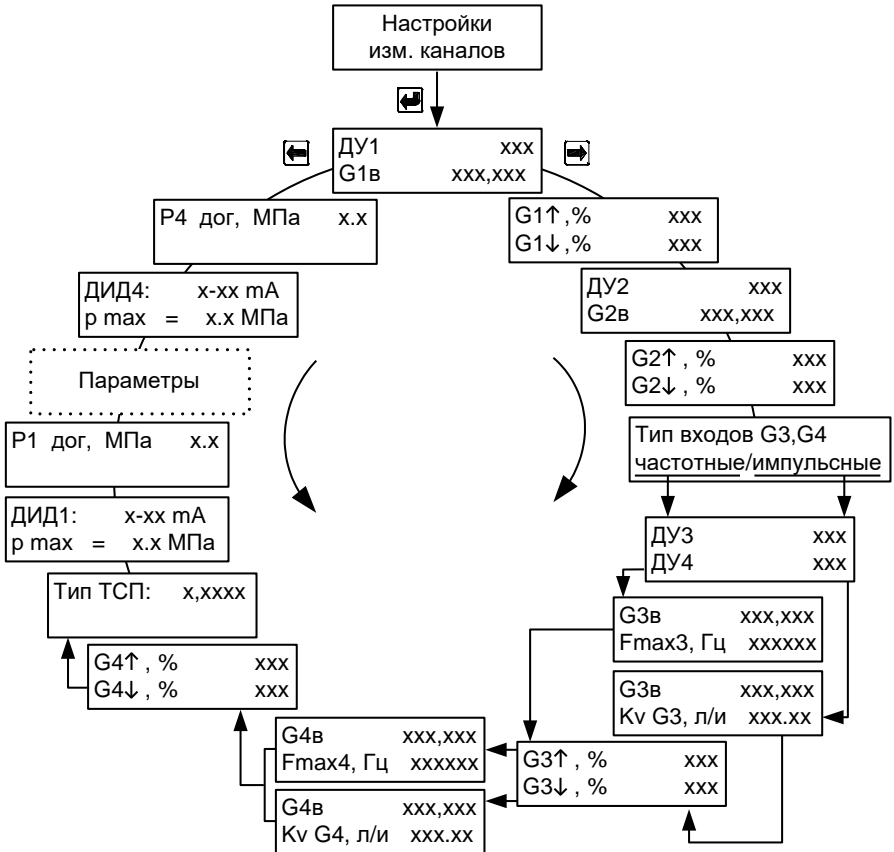 Настройки
изм. каналов
ДУ1 xxx
G1в xxx,xxx
G1↑,% xxx
G1↓,% xxx
ДУ2 xxx
G2в xxx,xxx
G2↑, % xxx
G2↓, % xxx
Тип входов G3,G4
частотные/импульсные
ДУ3 xxx
ДУ4 xxx
G3в xxx,xxx
Fmax3, Гц xxxxxx
G3в xxx,xxx
Kv G3, л/и xxx.xx
G3↑, % xxx
G3↓, % xxx
G4в xxx,xxx
Fmax4, Гц xxxxxx
G4в xxx,xxx
Kv G4, л/и xxx.xx
G4↑, % xxx
G4↓, % xxx
Тип ТСП: x,xxxx
ДИД1: x-xx mA
p max = x.x МПа
P1 дог, МПа x.x
Параметры
ДИД4: x-xx mA
p max = x.x МПа
P4 дог, МПа x.x